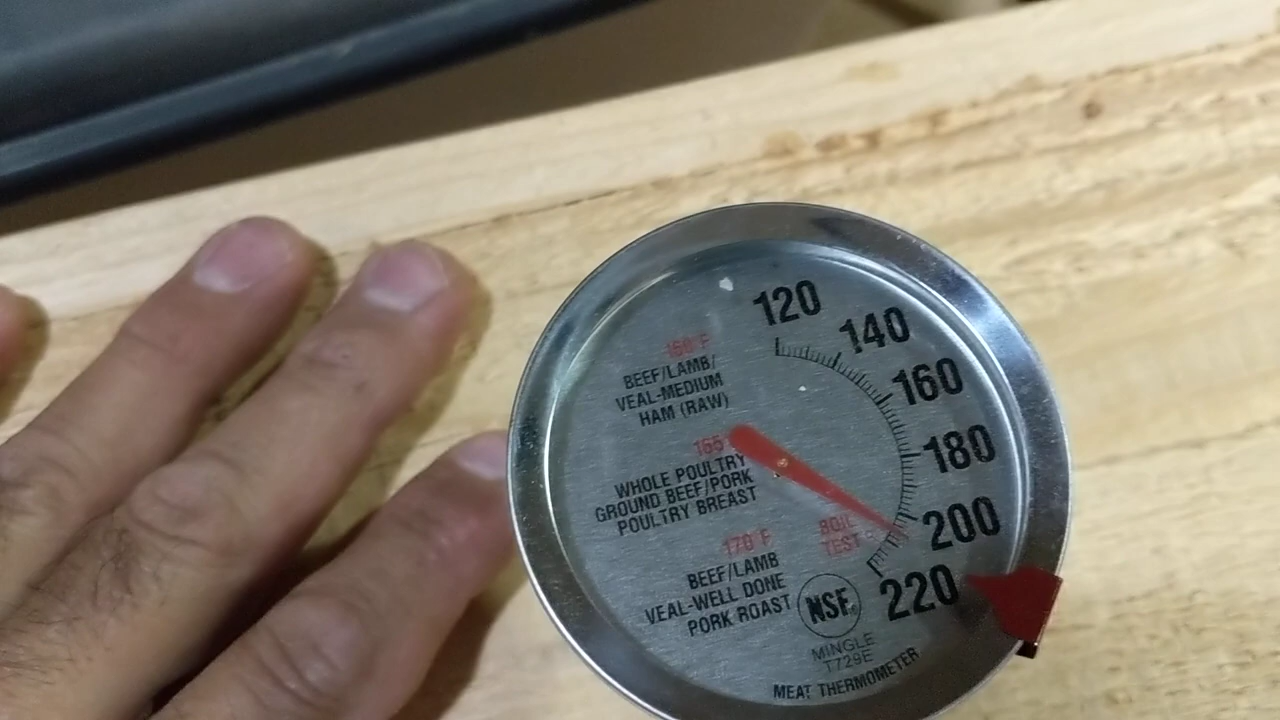 120
140
160
180
200
220
160°F
BEEF/LAMB/
VEAL-MEDIUM
HAM (RAW)
165°
WHOLE POULTRY
GROUND BEEF/PORK
POULTRY BREAST
170°F
BEEF/LAMB
VEAL-WELL DONE
PORK ROAST
BOIL
TEST
NSF
MINGLE
T729E
MEAT THERMOMETER